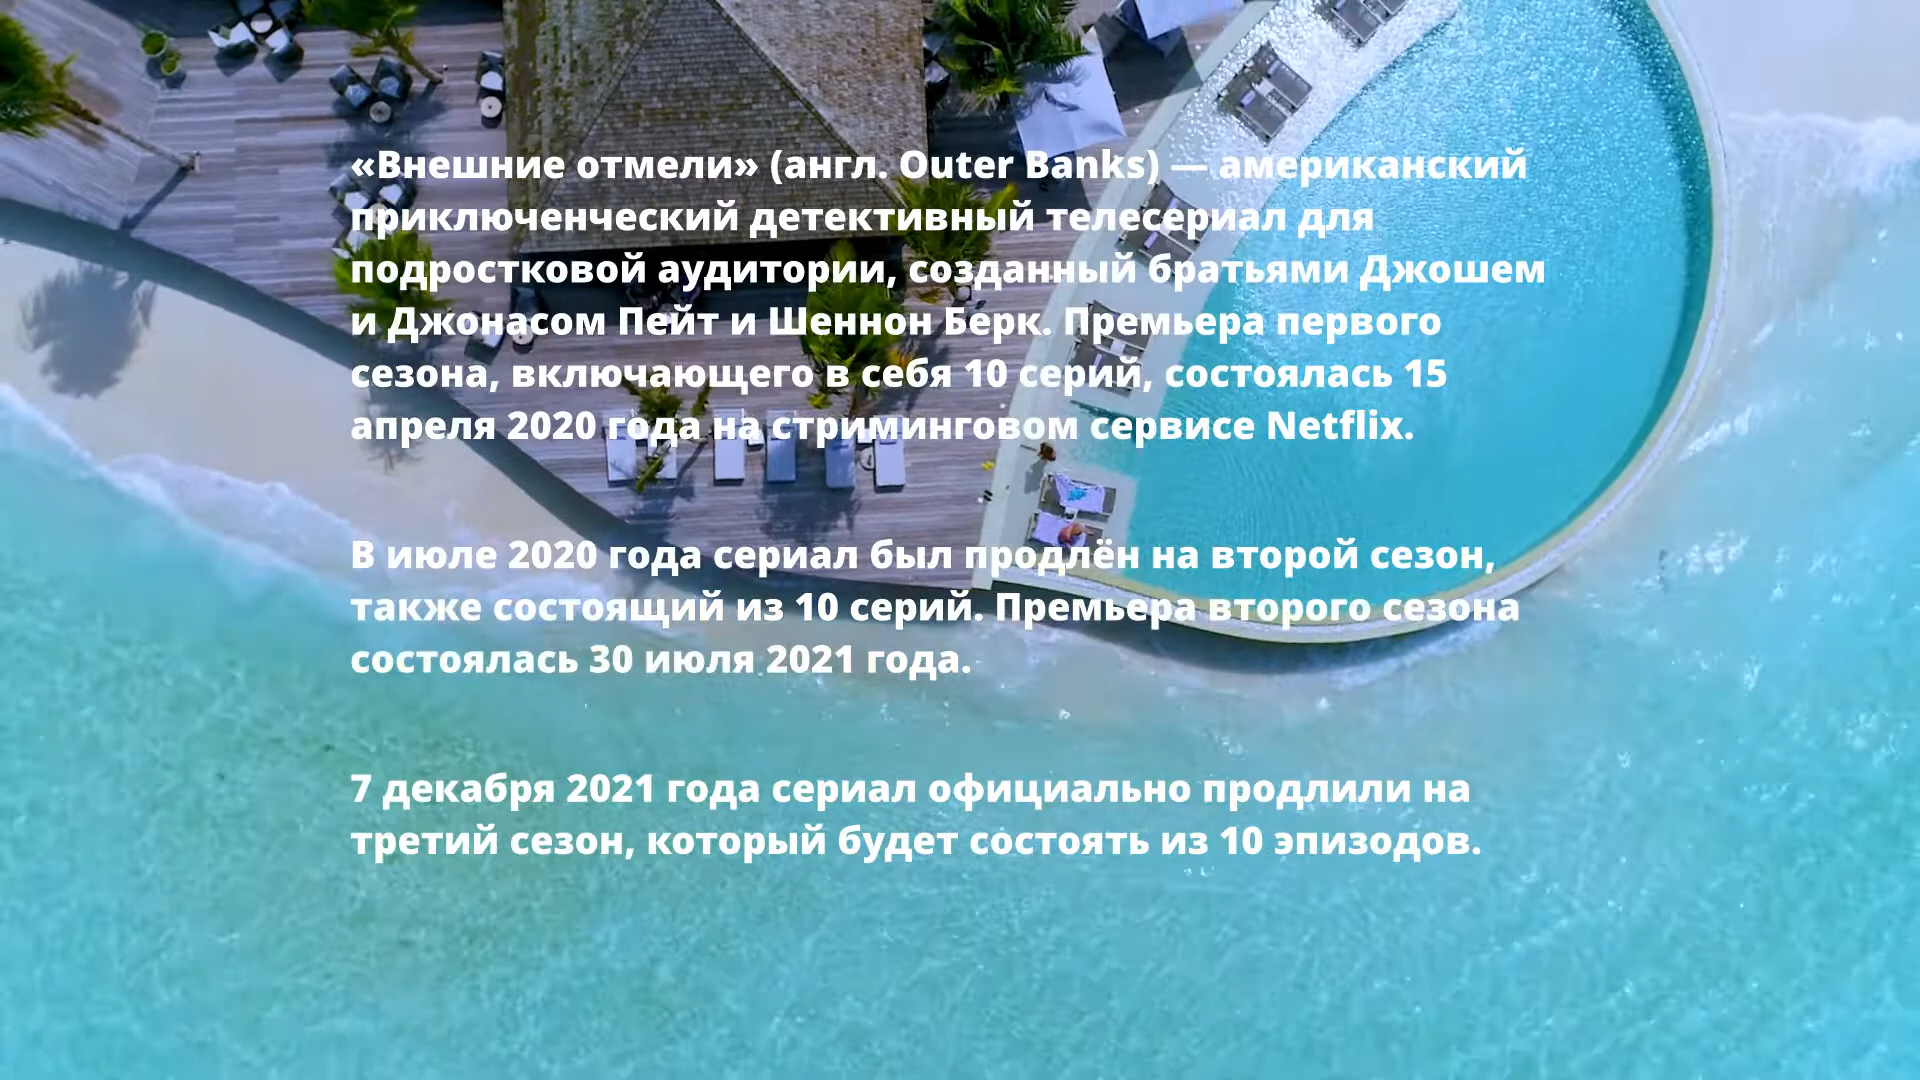 «Внешние отмели» (англ. Outer Banks) — американский
приключенческий детективный телесериал для
подростковой аудитории, созданный братьями Джошем
и Джонасом Пейт и Шеннон Берк. Премьера первого
сезона, включающего в себя 10 серий, состоялась 15
апреля 2020 года на стриминговом сервисе Netflix.
В июле 2020 года сериал был продлён на второй сезон,
также состоящий из 10 серий. Премьера второго сезона
состоялась 30 июля 2021 года.
7 декабря 2021 года сериал официально продлили на
третий сезон, который будет состоять из 10 эпизодов.